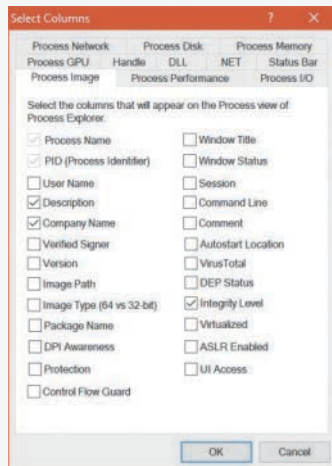 Select Columns ? X
Process Network Process Disk Process Memory
Process GPU Handle DLL .NET Status Bar
Process Image Process Performance Process I/O
Select the columns that will appear on the Process view of
Process Explorer.
Process Name Window Title
PID (Process Identifier) Window Status
User Name Session
Description Command Line
Company Name Comment
Verified Signer Autostart Location
Version VirusTotal
Image Path DEP Status
Image Type (64 vs 32-bit) Integrity Level
Package Name Virtualized
DPI Awareness ASLR Enabled
Protection UI Access
Control Flow Guard
OK Cancel